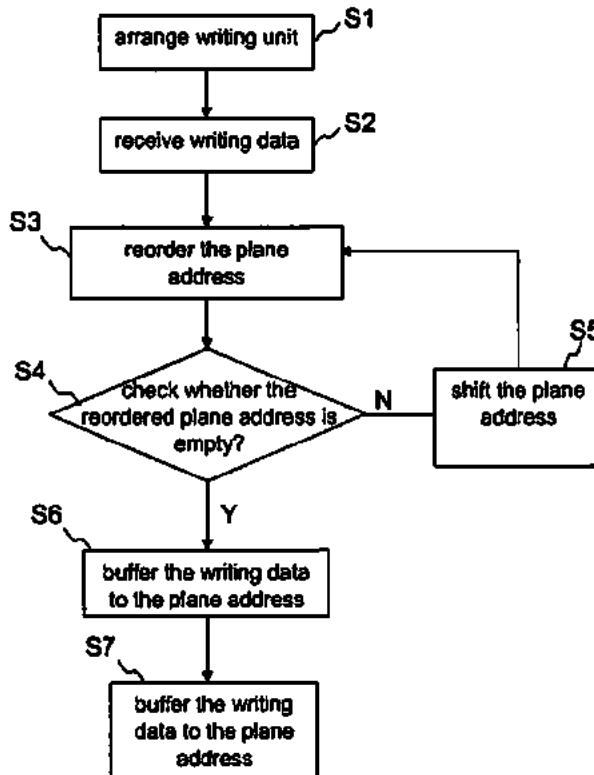 S1
arrange writing unit
S2
receive writing data
S3
reorder the plane
address
S4
check whether the
reordered plane address is
empty?
N
S5
shift the plane
address
Y
S6
buffer the writing data
to the plane address
S7
buffer the writing
data to the plane
address